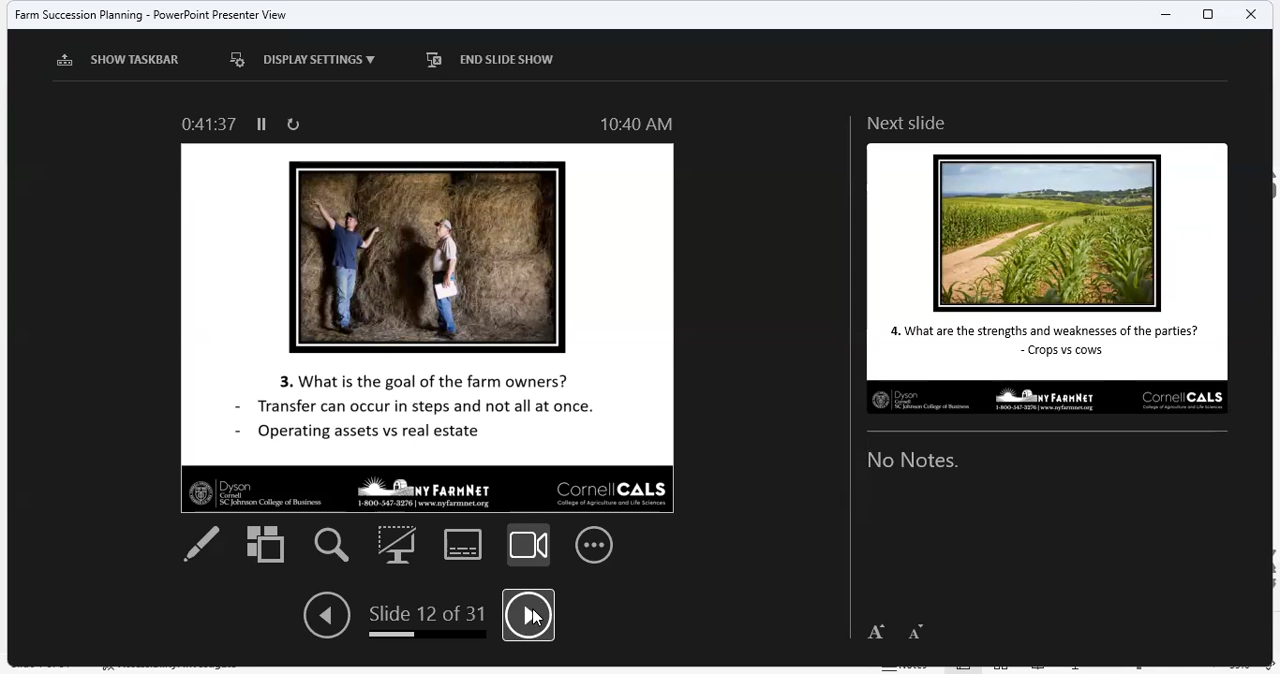 Farm Succession Planning - PowerPoint Presenter View
SHOW TASKBAR
DISPLAY SETTINGS
END SLIDE SHOW
0:41:37
10:40 AM
3. What is the goal of the farm owners?
- Transfer can occur in steps and not all at once.
- Operating assets vs real estate
Dyson
Cornell
SC Johnson College of Business
NY FARMNET
1-800-547-3276 | www.nyfarmnet.org
CornellCALS
College of Agriculture and Life Sciences
Slide 12 of 31
Next slide
4. What are the strengths and weaknesses of the parties?
- Crops vs cows
Dyson
Cornell
SC Johnson College of Business
NY FARMNET
1-800-547-3276 | www.nyfarmnet.org
CornellCALS
College of Agriculture and Life Sciences
No Notes.
A A